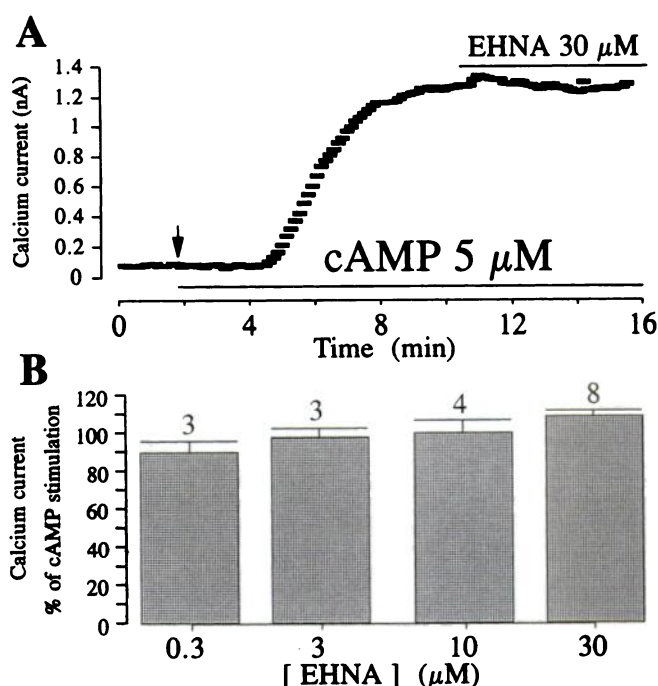 A
EHNA 30 µM
Calcium current (nA)
1.4
1.2
1
0.8
0.6
0.4
0.2
0
cAMP 5 µM
0 4 8 12 16
Time (min)
B
Calcium current
% of cAMP stimulation
120
100
80
60
40
20
0
3 3 4 8
0.3 3 10 30
[ EHNA ] (µM)